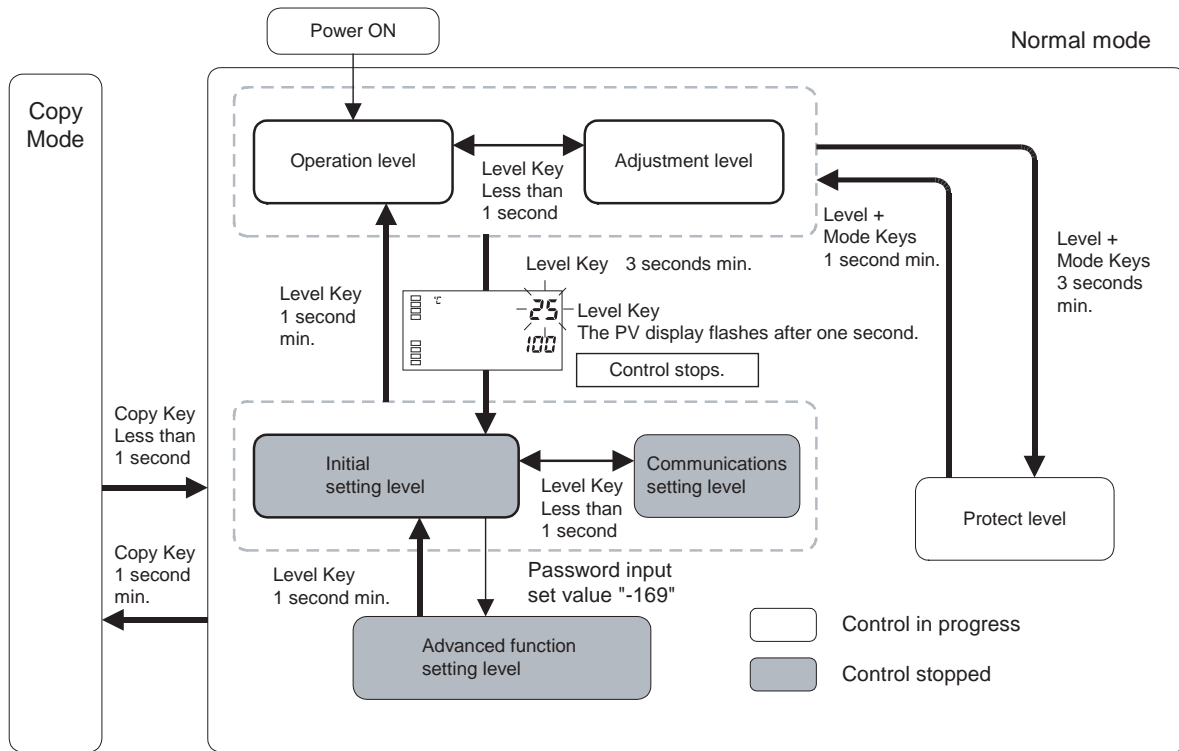 Power ON
Normal mode
Copy
Mode
Operation level
Level Key
Less than
1 second
Adjustment level
Level +
Mode Keys
1 second min.
Level +
Mode Keys
3 seconds
min.
Level Key
1 second
min.
Level Key 3 seconds min.
°C
25
100
Level Key
The PV display flashes after one second.
Control stops.
Copy Key
Less than
1 second
Initial
setting level
Level Key
Less than
1 second
Communications
setting level
Protect level
Copy Key
1 second
min.
Level Key
1 second min.
Password input
set value "-169"
Advanced function
setting level
Control in progress
Control stopped